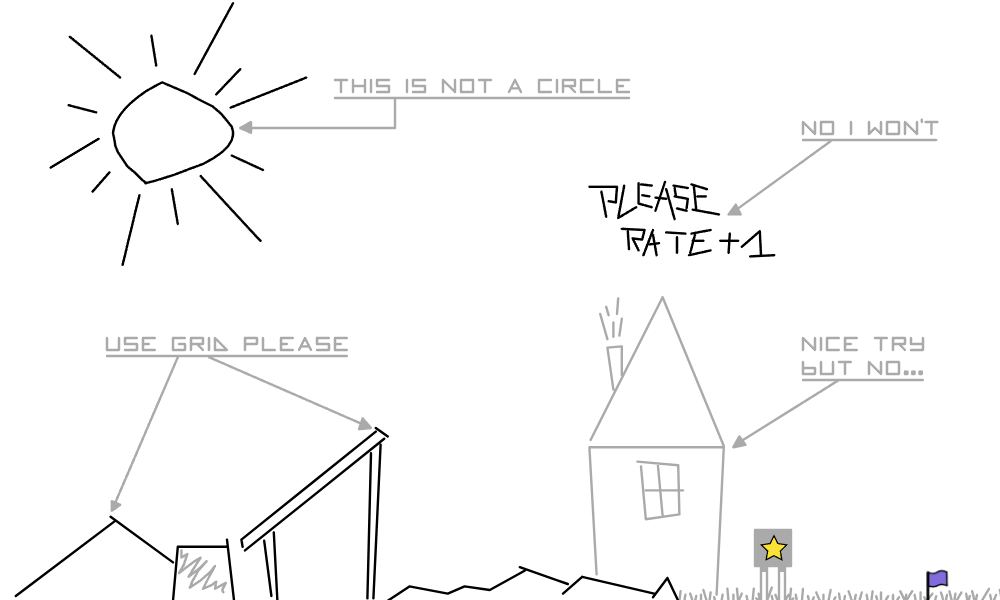 THIS IS NOT A CIRCLE
NO I WON'T
PLEASE
RATE +1
USE GRID PLEASE
NICE TRY
BUT NO...